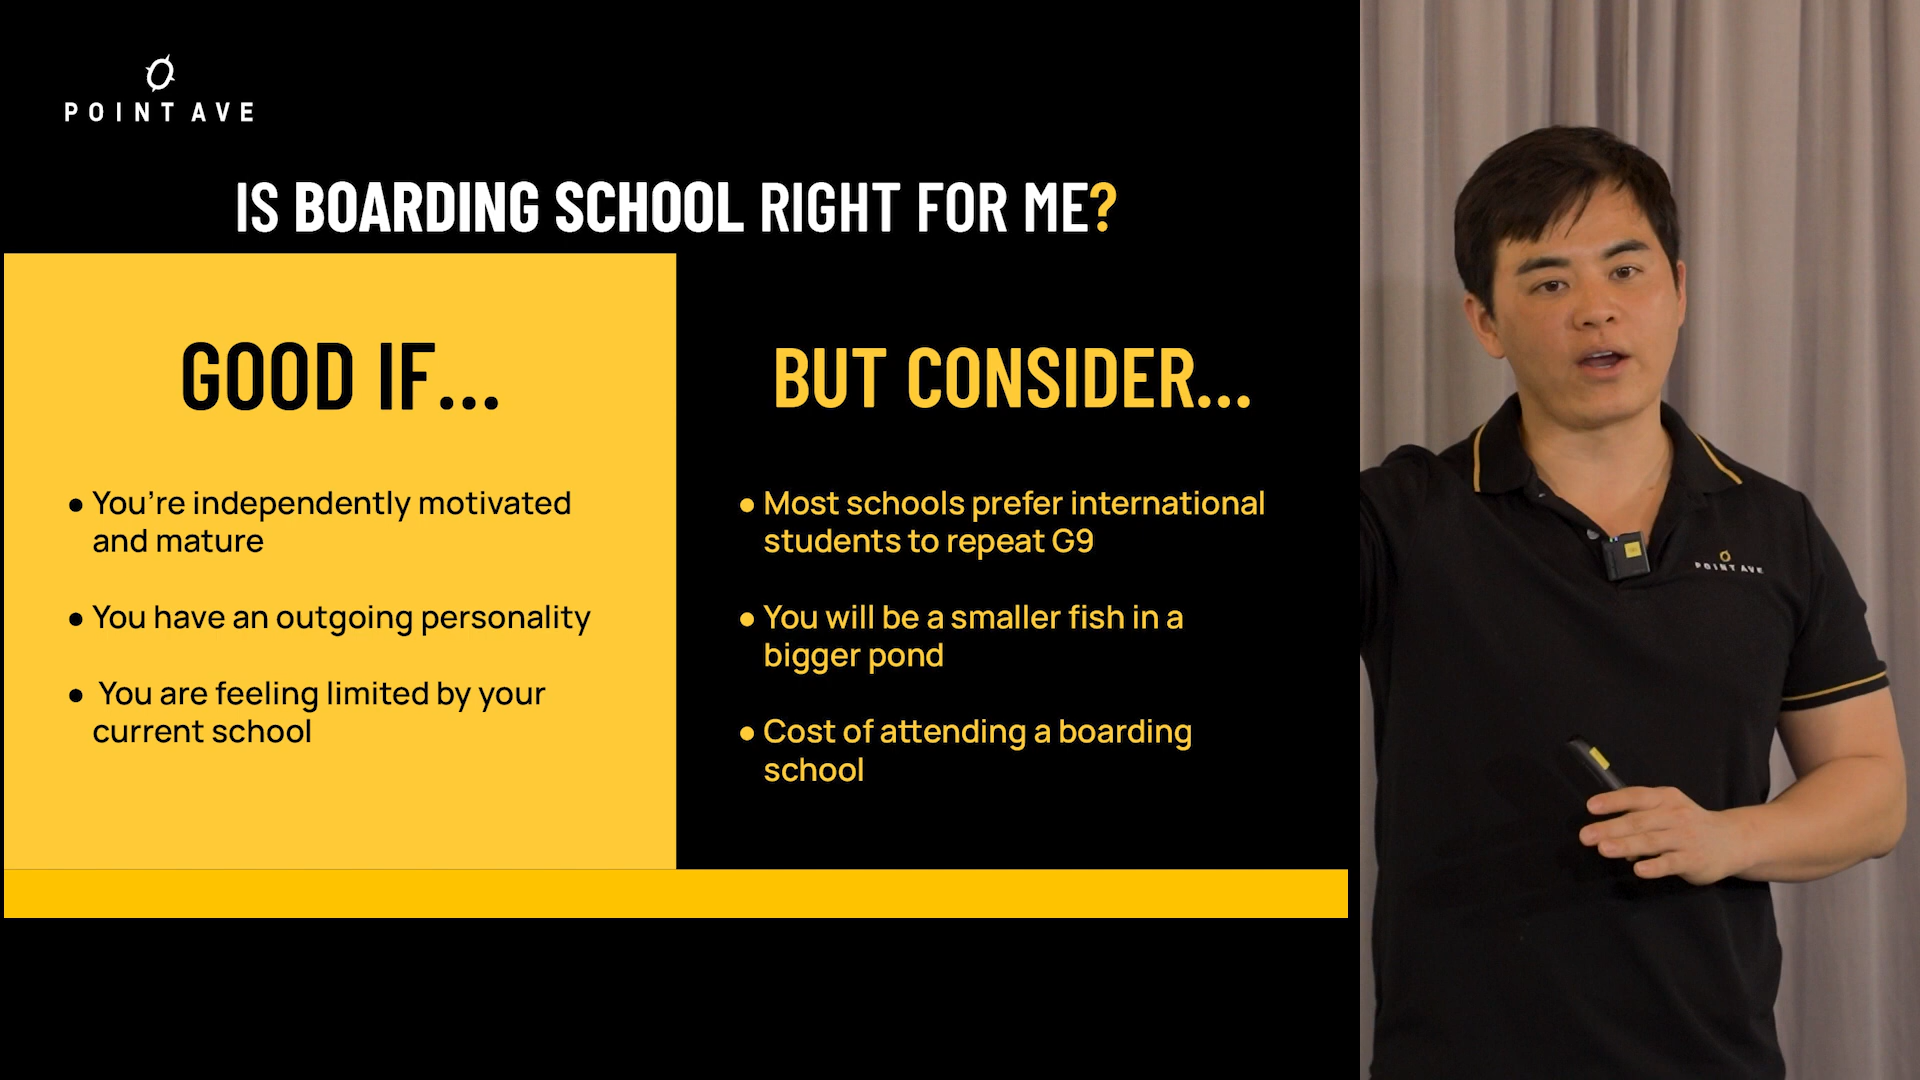 POINT AVE
IS BOARDING SCHOOL RIGHT FOR ME?
GOOD IF...
● You're independently motivated
and mature
● You have an outgoing personality
● You are feeling limited by your
current school
BUT CONSIDER...
● Most schools prefer international
students to repeat G9
● You will be a smaller fish in a
bigger pond
● Cost of attending a boarding
school
POINT AVE